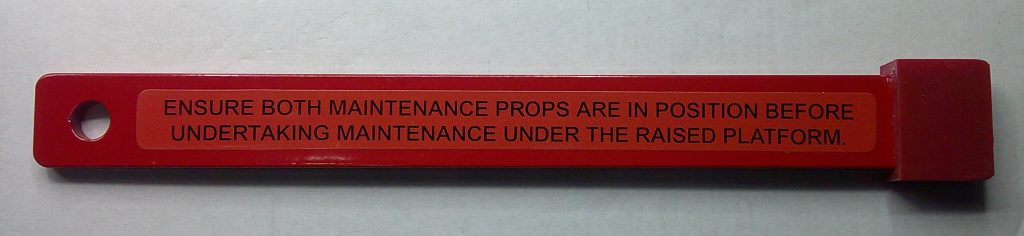 ENSURE BOTH MAINTENANCE PROPS ARE IN POSITION BEFORE
UNDERTAKING MAINTENANCE UNDER THE RAISED PLATFORM.